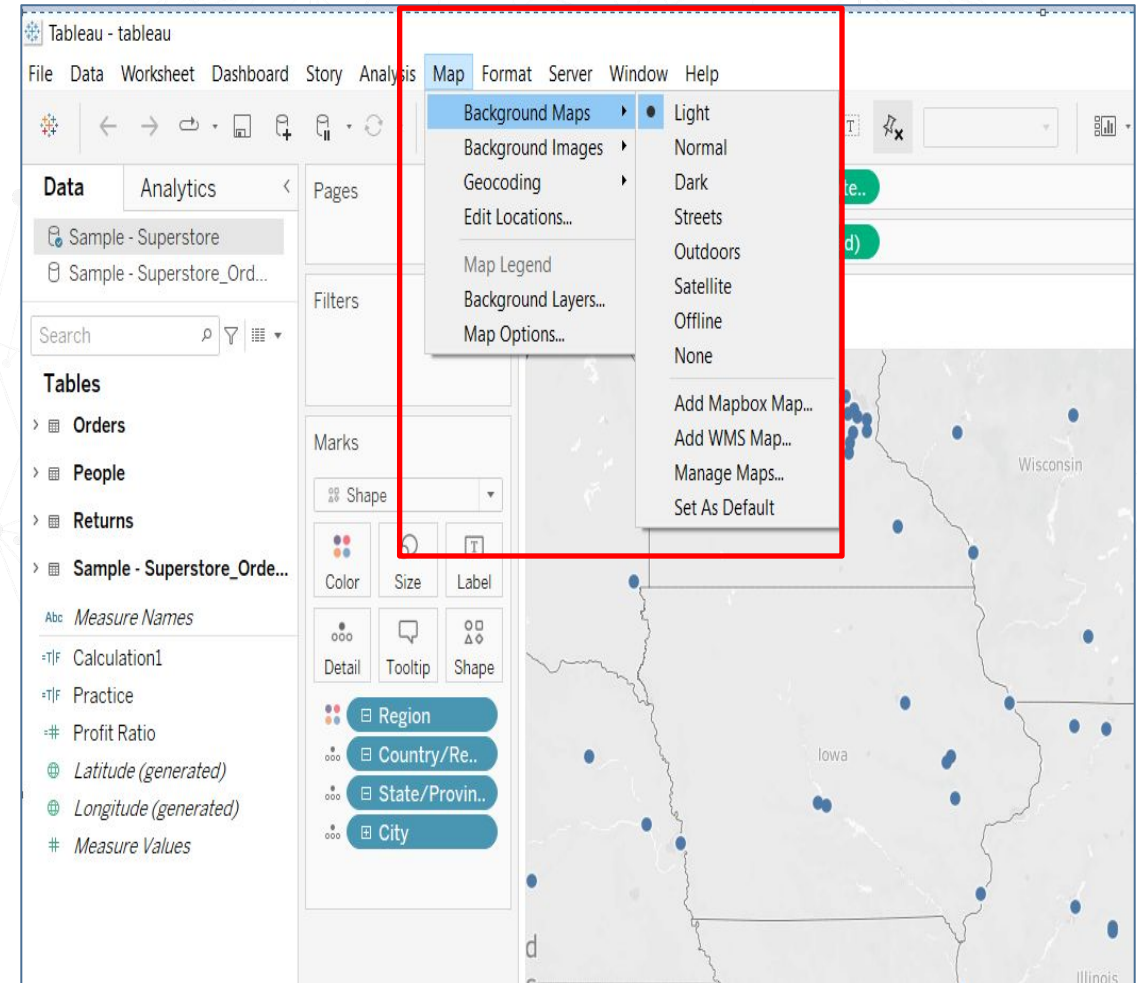 Tableau - tableau
File Data Worksheet Dashboard Story Analysis Map Format Server Window Help
Background Maps
Background Images
Geocoding
Edit Locations...
Map Legend
Background Layers...
Map Options...
Light
Normal
Dark
Streets
Outdoors
Satellite
Offline
None
Add Mapbox Map...
Add WMS Map...
Manage Maps...
Set As Default
T
Data Analytics
Sample - Superstore
Sample - Superstore_Ord...
Search
Tables
Orders
People
Returns
Sample - Superstore_Orde...
Abc Measure Names
=T|F Calculation1
=T|F Practice
=# Profit Ratio
Latitude (generated)
Longitude (generated)
# Measure Values
Pages
Filters
Marks
Shape
Color Size Label
Detail Tooltip Shape
Region
Country/Re..
State/Provin..
City
te..
d)
Wisconsin
Iowa
Illinois
d